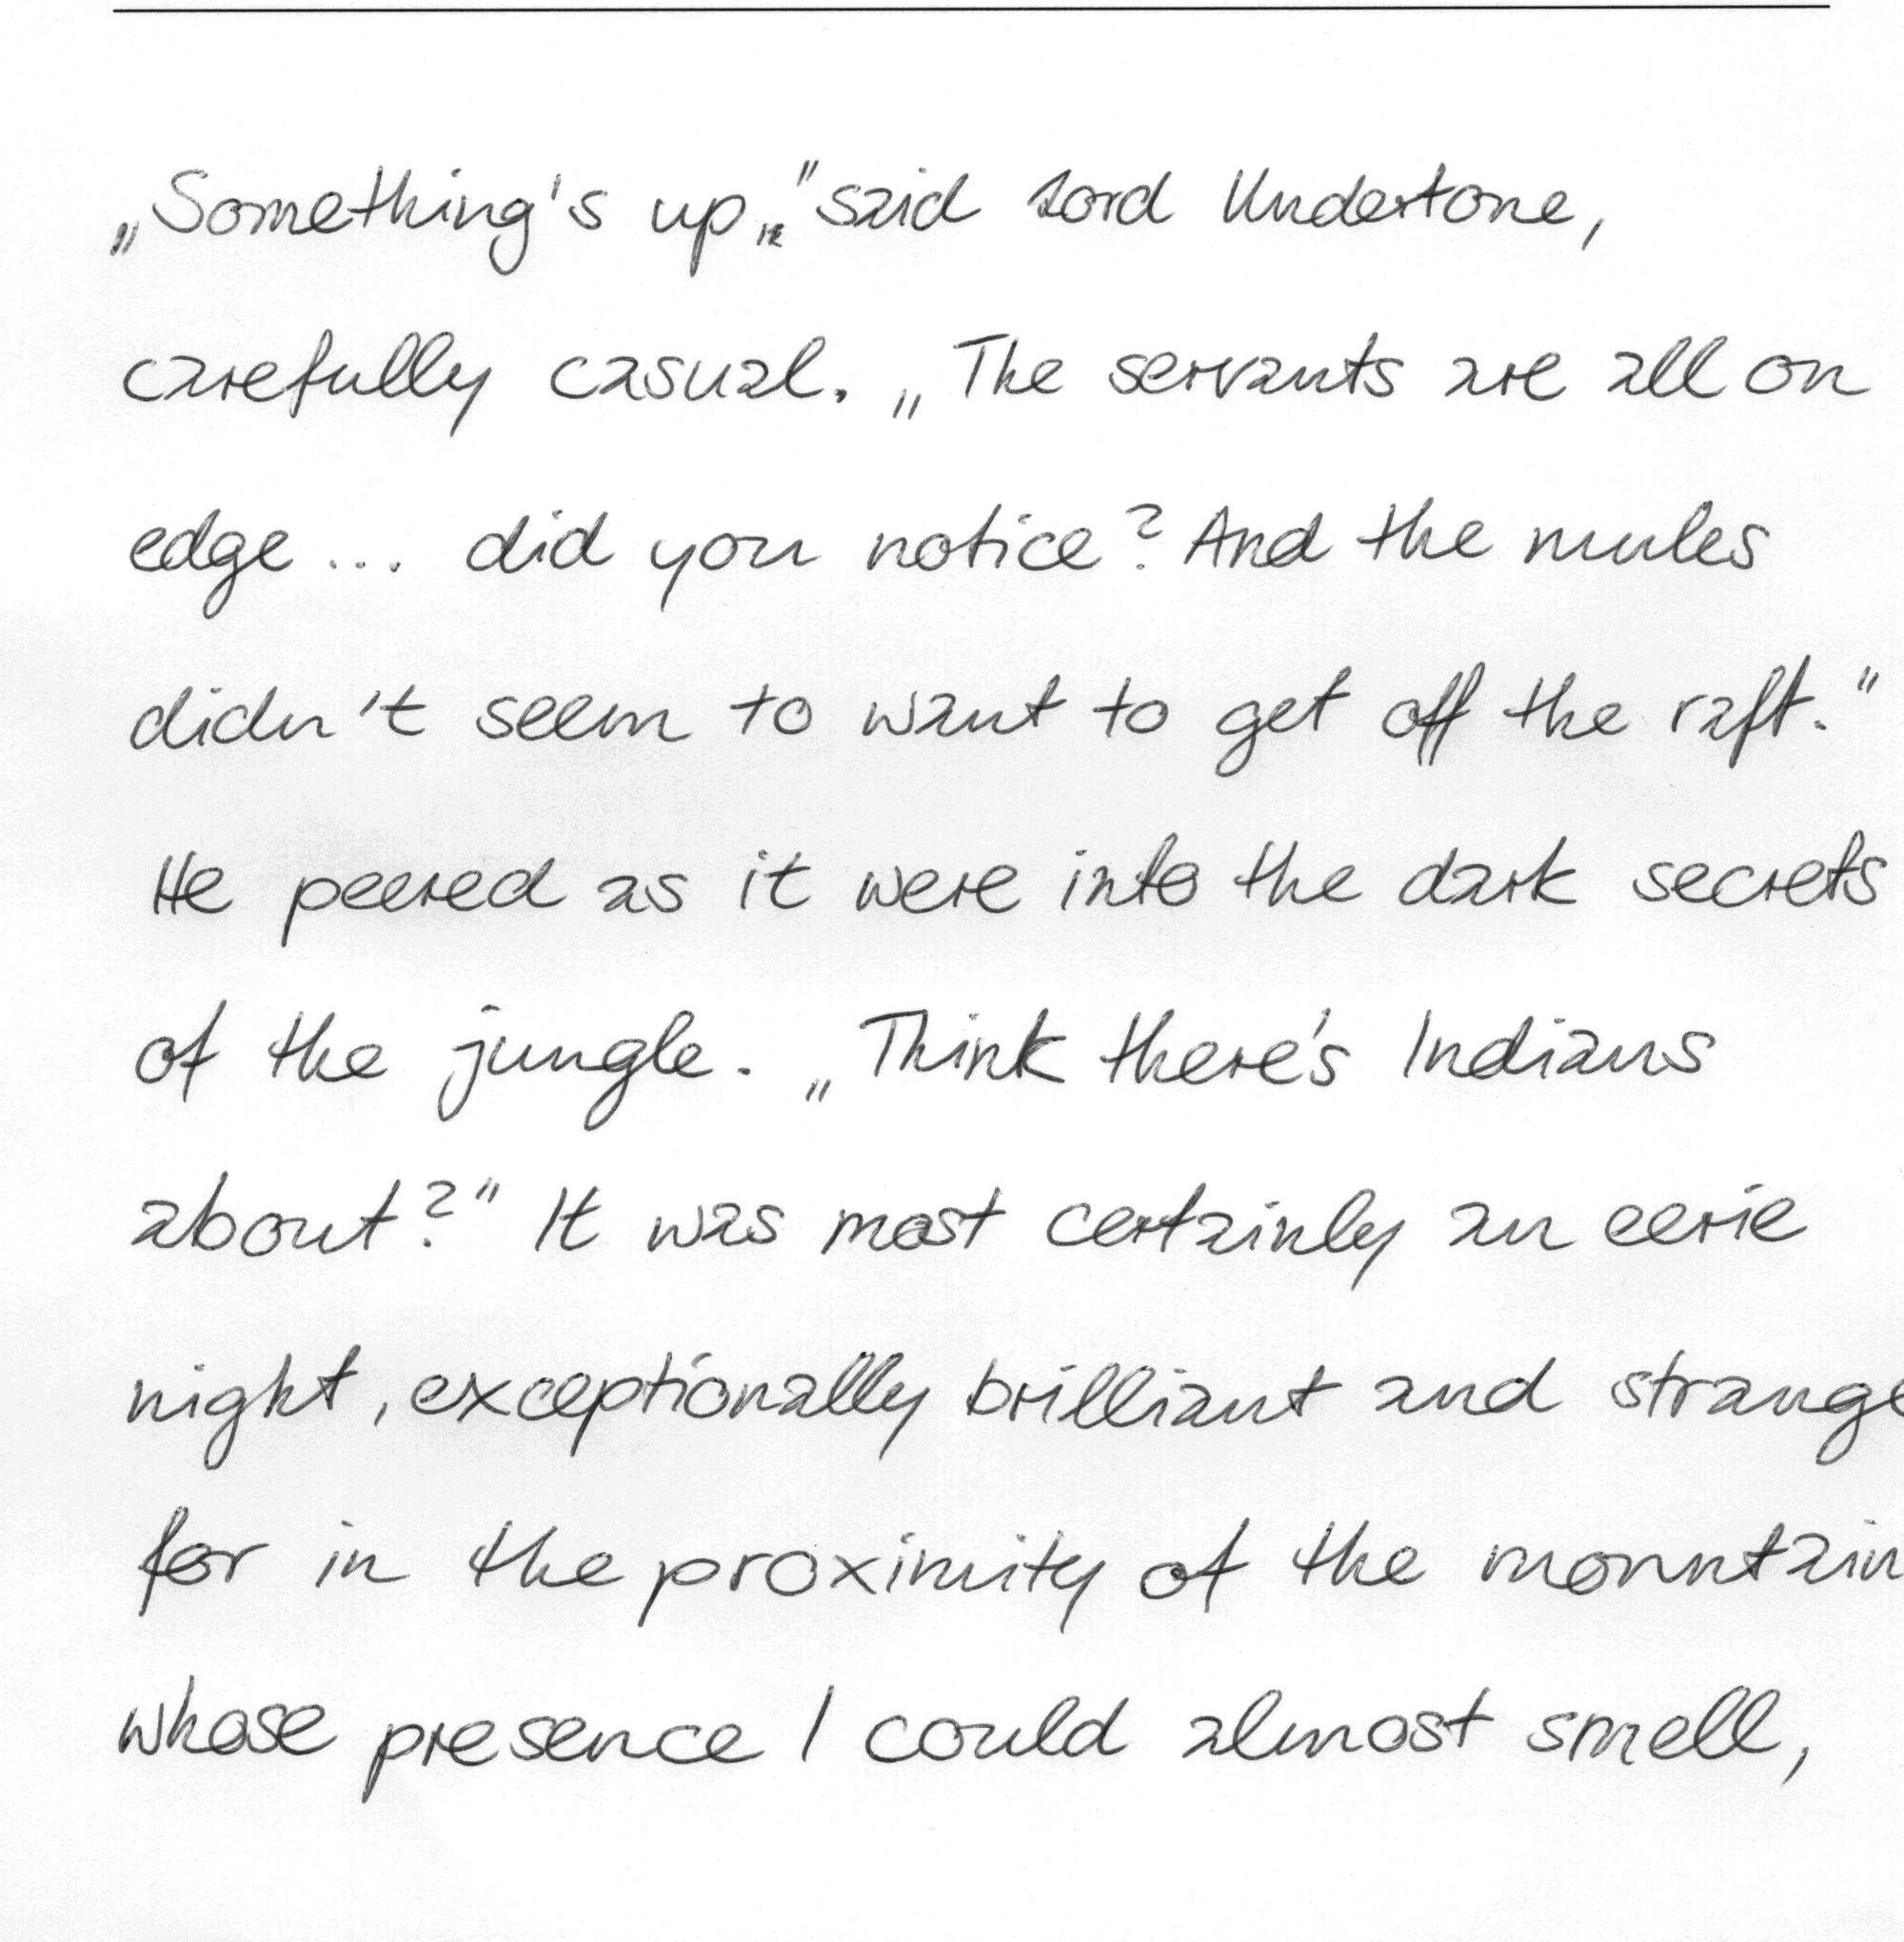 „Something's up," said Lord Undertone,
carefully casual. „The servants are all on
edge... did you notice? And the mules
didn't seem to want to get off the raft."
He peered as it were into the dark secrets
of the jungle. „Think there's Indians
about?" It was most certainly an eerie
night, exceptionally brilliant and strange
for in the proximity of the mountain
whose presence I could almost smell,